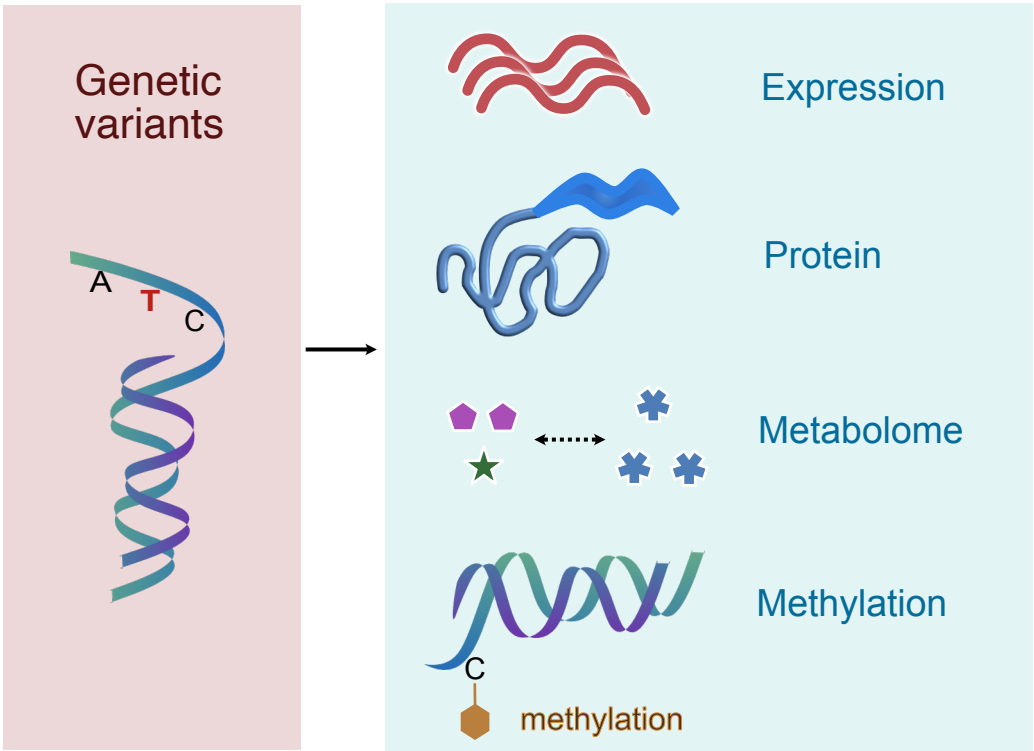 Genetic
variants
A
T
C
Expression
Protein
Metabolome
Methylation
C
methylation